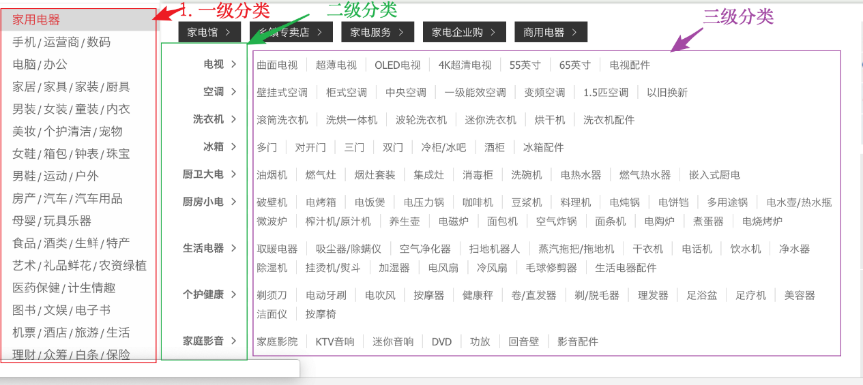 1. 一级分类
二级分类
三级分类
家用电器
手机/运营商/数码
电脑/办公
家居/家具/家装/厨具
男装/女装/童装/内衣
美妆/个护清洁/宠物
女鞋/箱包/钟表/珠宝
男鞋/运动/户外
房产/汽车/汽车用品
母婴/玩具乐器
食品/酒类/生鲜/特产
艺术/礼品鲜花/农资绿植
医药保健/计生情趣
图书/文娱/电子书
机票/酒店/旅游/生活
理财/众筹/白条/保险
家电馆 > 专卖店 > 家电服务 > 家电企业购 > 商用电器 >
电视 > 曲面电视 超薄电视 OLED电视 4K超清电视 55英寸 65英寸 电视配件
空调 > 壁挂式空调 柜式空调 中央空调 一级能效空调 变频空调 1.5匹空调 以旧换新
洗衣机 > 滚筒洗衣机 洗烘一体机 波轮洗衣机 迷你洗衣机 烘干机 洗衣机配件
冰箱 > 多门 对开门 三门 双门 冷柜/冰吧 酒柜 冰箱配件
厨卫大电 > 油烟机 燃气灶 烟灶套装 集成灶 消毒柜 洗碗机 电热水器 燃气热水器 嵌入式厨电
厨房小电 > 破壁机 电烤箱 电饭煲 电压力锅 咖啡机 豆浆机 料理机 电炖锅 电饼铛 多用途锅 电水壶/热水瓶
微波炉 榨汁机/原汁机 养生壶 电磁炉 面包机 空气炸锅 面条机 电陶炉 煮蛋器 电烧烤炉
生活电器 > 取暖电器 吸尘器/除螨仪 空气净化器 扫地机器人 蒸汽拖把/拖地机 干衣机 电话机 饮水机 净水器
除湿机 挂烫机/熨斗 加湿器 电风扇 冷风扇 毛球修剪器 生活电器配件
个护健康 > 剃须刀 电动牙刷 电吹风 按摩器 健康秤 卷/直发器 剃/脱毛器 理发器 足浴盆 足疗机 美容器
洁面仪 按摩椅
家庭影音 > 家庭影院 KTV音响 迷你音响 DVD 功放 回音壁 影音配件